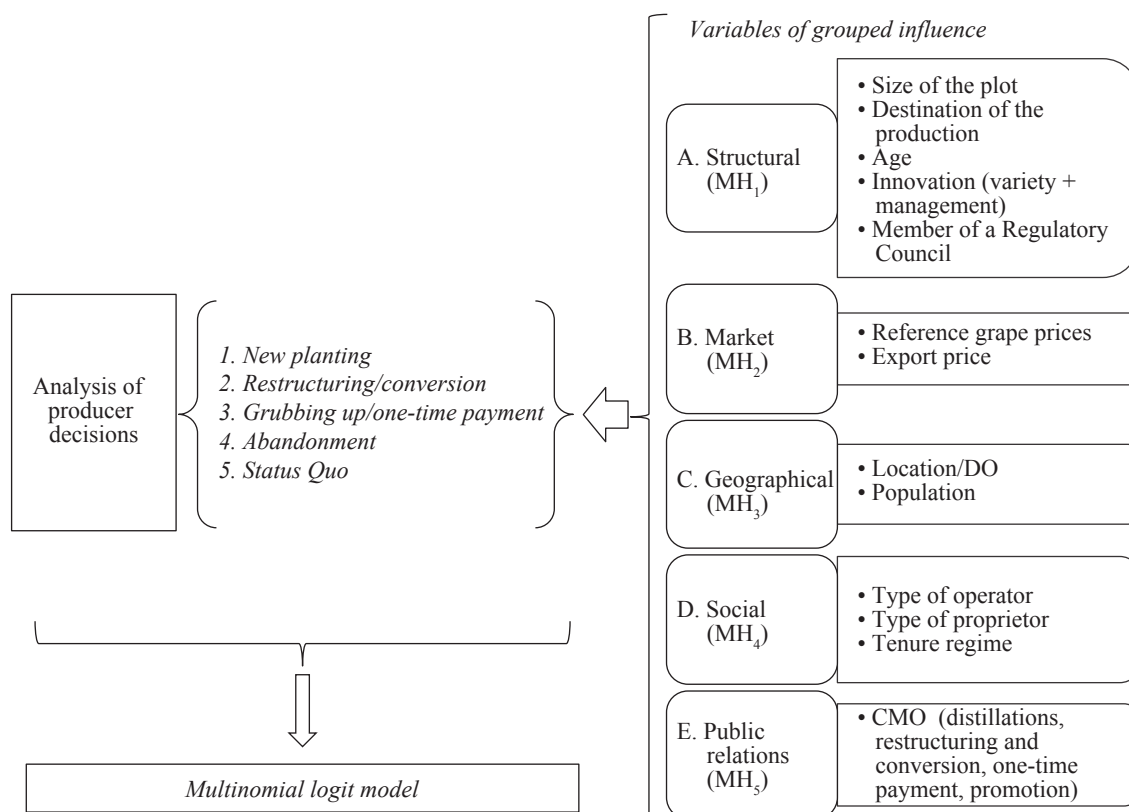 Variables of grouped influence
A. Structural
(MH₁)
• Size of the plot
• Destination of the
production
• Age
• Innovation (variety +
management)
• Member of a Regulatory
Council
B. Market
(MH₂)
• Reference grape prices
• Export price
C. Geographical
(MH₃)
• Location/DO
• Population
D. Social
(MH₄)
• Type of operator
• Type of proprietor
• Tenure regime
E. Public
relations
(MH₅)
• CMO (distillations,
restructuring and
conversion, one-time
payment, promotion)
Analysis of
producer
decisions
1. New planting
2. Restructuring/conversion
3. Grubbing up/one-time payment
4. Abandonment
5. Status Quo
Multinomial logit model